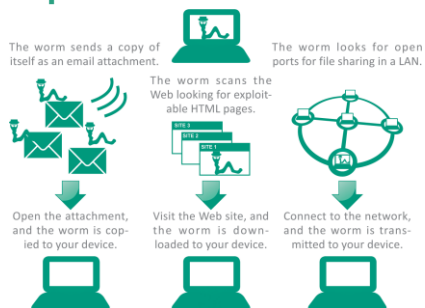 The worm sends a copy of
itself as an email attachment.
The worm scans the
Web looking for exploit-
able HTML pages.
The worm looks for open
ports for file sharing in a LAN.
SITE 3
SITE 2
SITE 1
Open the attachment,
and the worm is cop-
ied to your device.
Visit the Web site, and
the worm is down-
loaded to your device.
Connect to the network,
and the worm is trans-
mitted to your device.